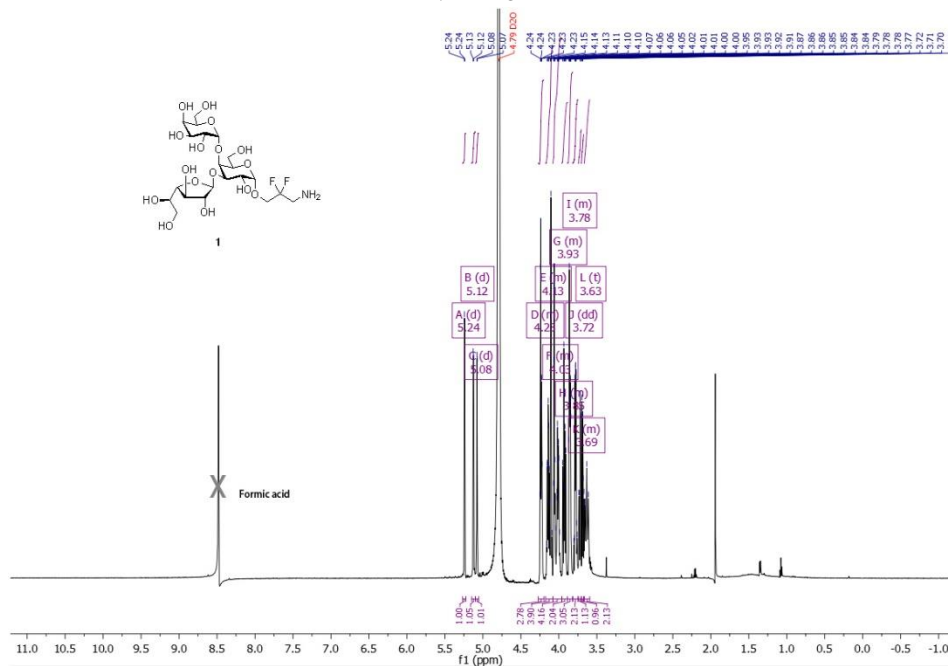 5.24 5.24 5.13 5.12 5.08 5.07 4.79 D2O 4.24 4.24 4.23 4.23 4.23 4.15 4.14 4.13 4.11 4.10 4.10 4.07 4.06 4.06 4.05 4.02 4.01 4.01 4.00 4.00 3.95 3.93 3.93 3.92 3.91 3.87 3.86 3.86 3.85 3.85 3.84 3.84 3.79 3.78 3.78 3.77 3.72 3.71 3.70
OH OH
O
HO
HO O OH
OH O O
O O HO F F
HO OH O NH2
HO
1
I (m)
3.78
G (m)
3.93
B (d) E (m) L (t)
5.12 4.13 3.63
A (d) D (m) J (dd)
5.24 3.72
C (d) F (m)
5.08 4.03
H (m)
3.85
K (m)
3.69
X Formic acid
1.00 1.05 1.01 2.78 3.90 4.16 2.04 3.05 2.13 1.13 0.96 2.13
11.0 10.5 10.0 9.5 9.0 8.5 8.0 7.5 7.0 6.5 6.0 5.5 5.0 4.5 4.0 3.5 3.0 2.5 2.0 1.5 1.0 0.5 0.0 -0.5 -1.0
f1 (ppm)